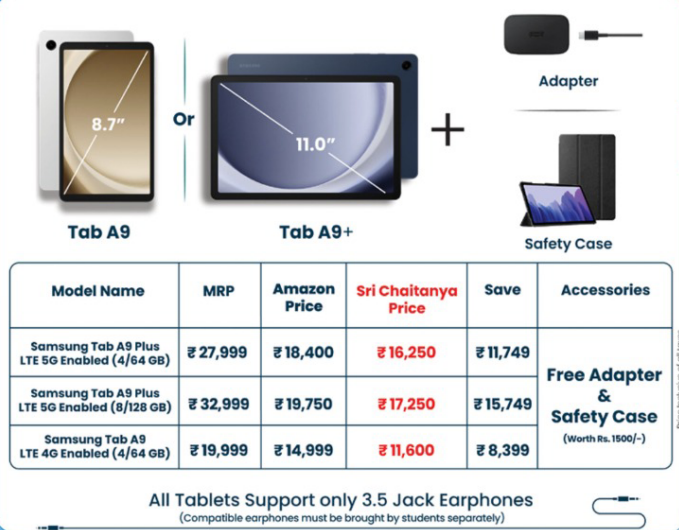 8.7”
Or
11.0”
Adapter
Tab A9
Tab A9+
Safety Case
Model Name
MRP
Amazon Price
Sri Chaitanya Price
Save
Accessories
Samsung Tab A9 Plus
LTE 5G Enabled (4/64 GB)
₹ 27,999
₹ 18,400
₹ 16,250
₹ 11,749
Samsung Tab A9 Plus
LTE 5G Enabled (8/128 GB)
₹ 32,999
₹ 19,750
₹ 17,250
₹ 15,749
Samsung Tab A9
LTE 4G Enabled (4/64 GB)
₹ 19,999
₹ 14,999
₹ 11,600
₹ 8,399
Free Adapter
&
Safety Case
(Worth Rs. 1500/-)
All Tablets Support only 3.5 Jack Earphones
(Compatible earphones must be brought by students separately)